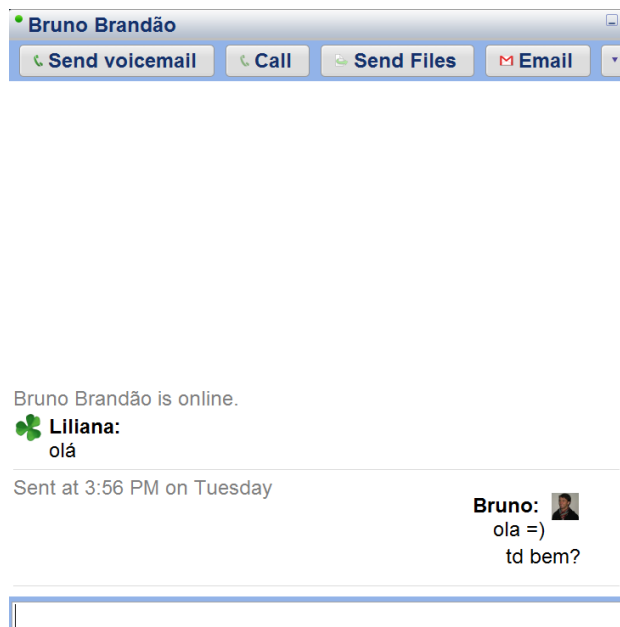 Bruno Brandão
Send voicemail Call Send Files Email
Bruno Brandão is online.
Liliana:
olá
Sent at 3:56 PM on Tuesday
Bruno:
ola =)
td bem?